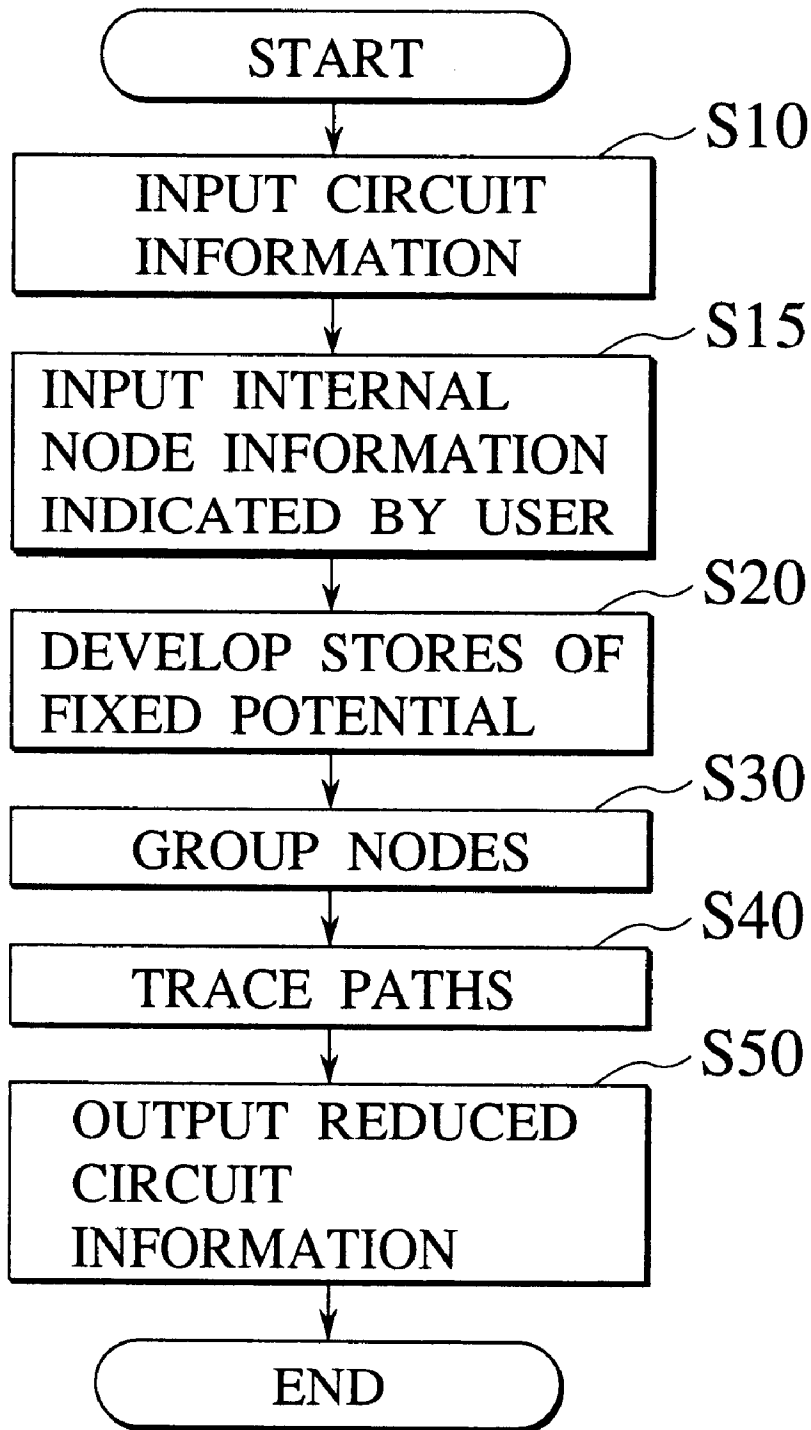 START
S10
INPUT CIRCUIT
INFORMATION
S15
INPUT INTERNAL
NODE INFORMATION
INDICATED BY USER
S20
DEVELOP STORES OF
FIXED POTENTIAL
S30
GROUP NODES
S40
TRACE PATHS
S50
OUTPUT REDUCED
CIRCUIT
INFORMATION
END